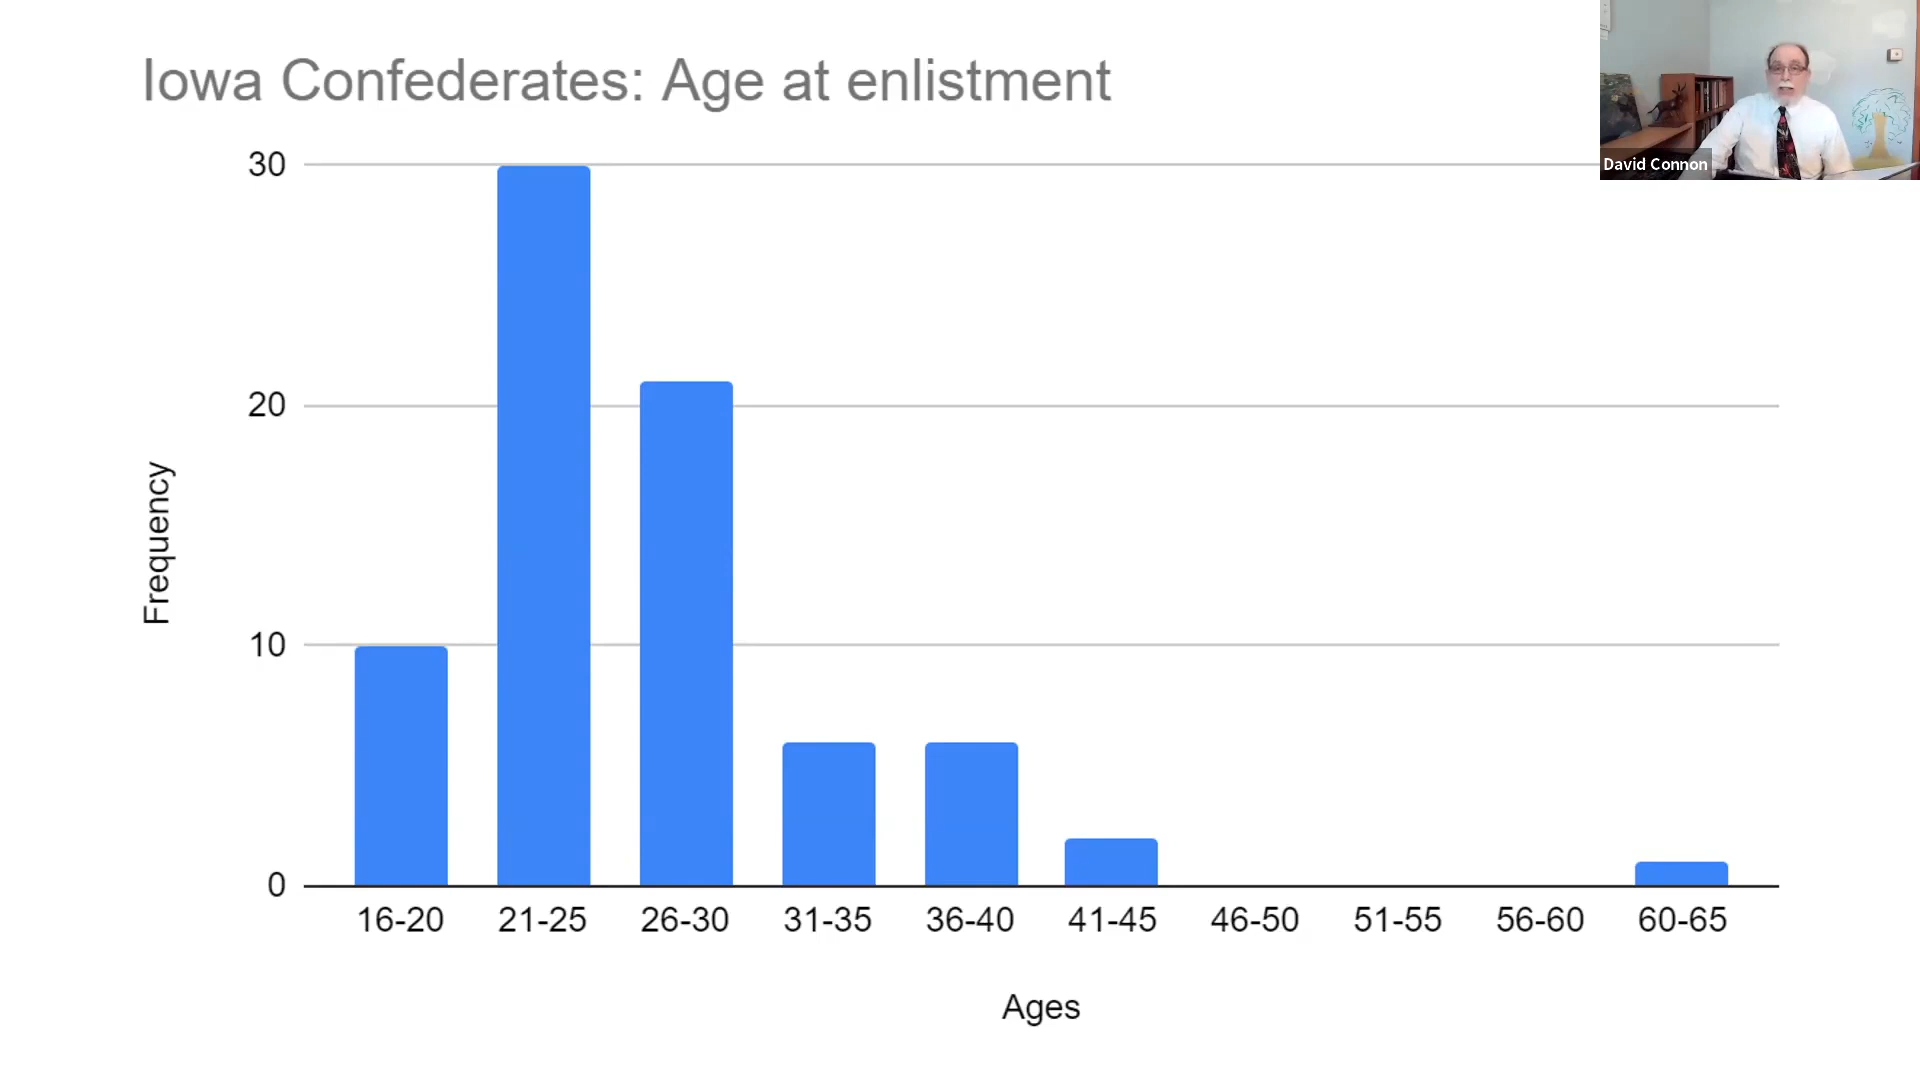 Iowa Confederates: Age at enlistment
David Connon
30
20
10
0
Frequency
16-20 21-25 26-30 31-35 36-40 41-45 46-50 51-55 56-60 60-65
Ages